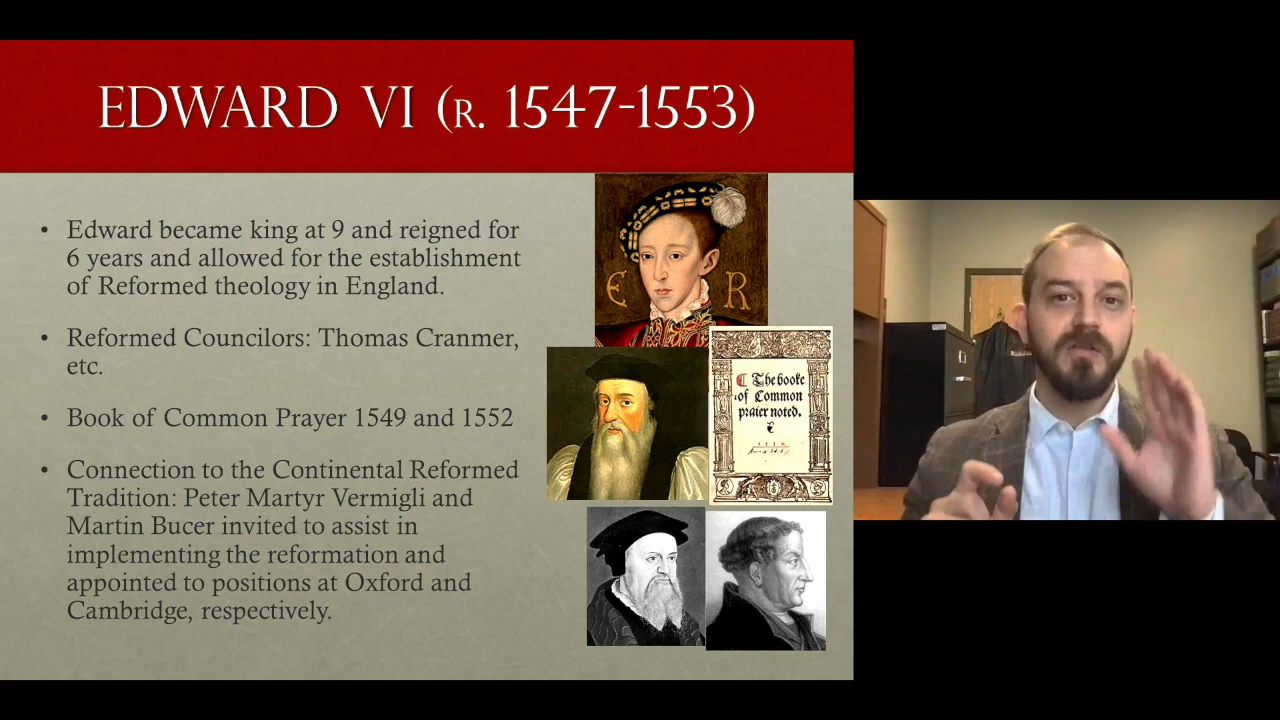 EDWARD VI (R. 1547-1553)
• Edward became king at 9 and reigned for
6 years and allowed for the establishment
of Reformed theology in England.
• Reformed Councilors: Thomas Cranmer,
etc.
• Book of Common Prayer 1549 and 1552
• Connection to the Continental Reformed
Tradition: Peter Martyr Vermigli and
Martin Bucer invited to assist in
implementing the reformation and
appointed to positions at Oxford and
Cambridge, respectively.
E R
The booke
of Common
praier noted.